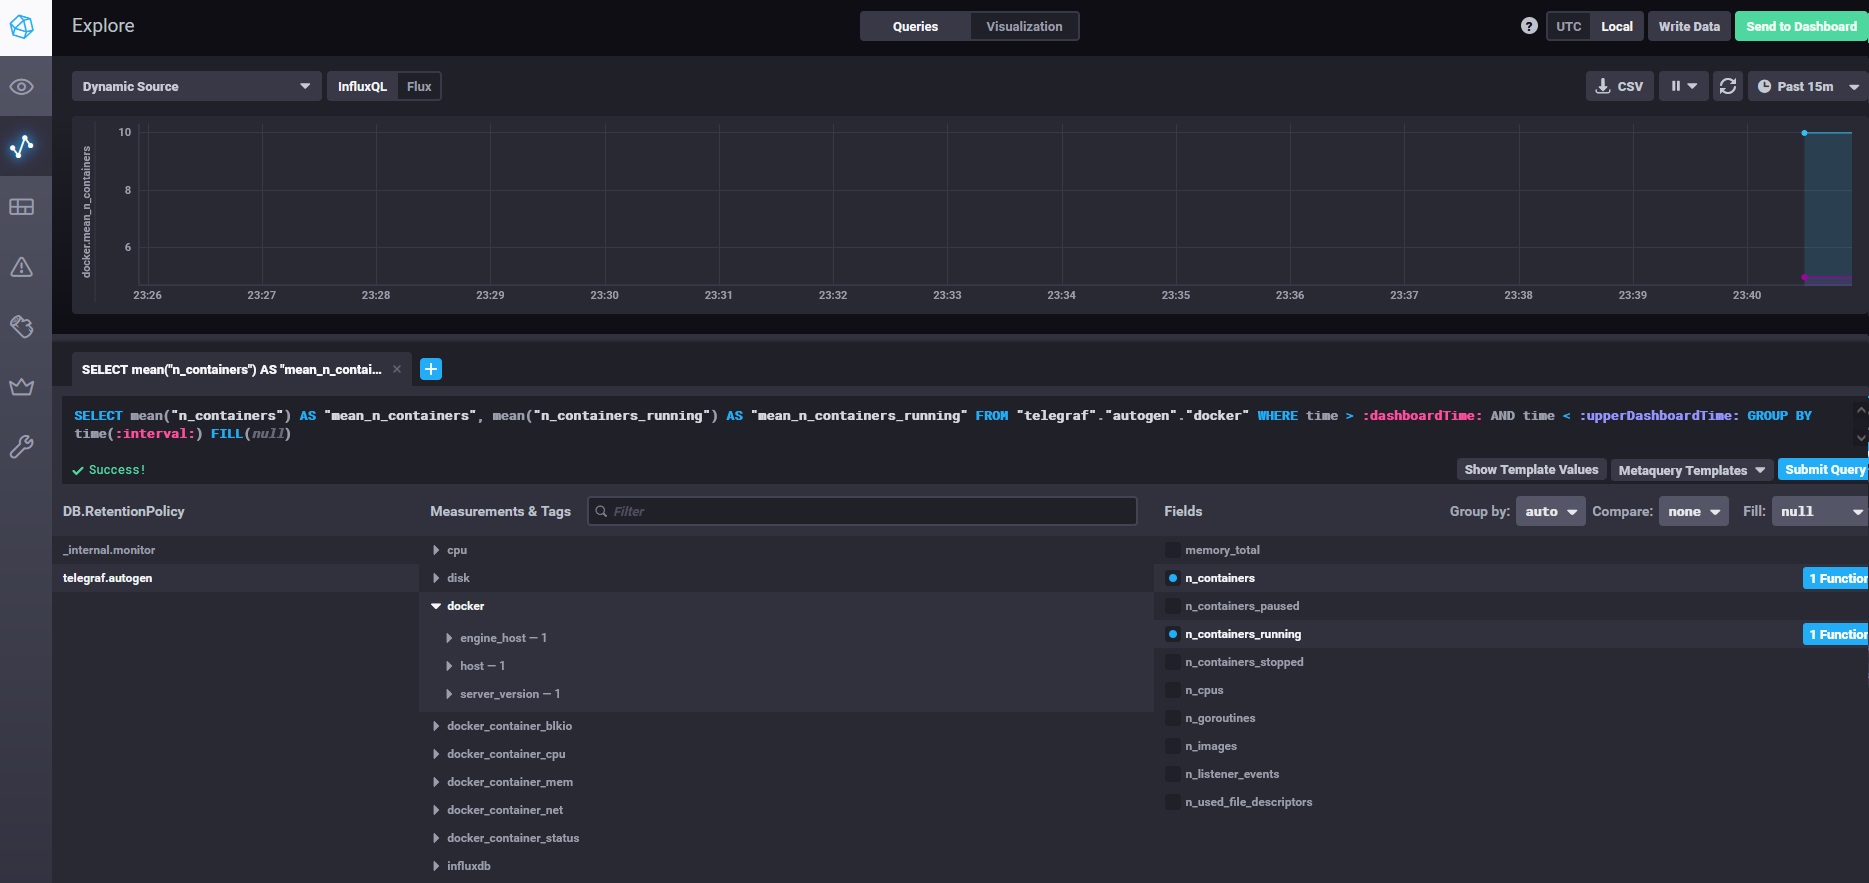 Explore
Queries
Visualization
?
UTC
Local
Write Data
Send to Dashboard
Dynamic Source
InfluxQL
Flux
CSV
Past 15m
docker.mean_n_containers
10
8
6
23:26 23:27 23:28 23:29 23:30 23:31 23:32 23:33 23:34 23:35 23:36 23:37 23:38 23:39 23:40
SELECT mean("n_containers") AS "mean_n_contai... ×
+
SELECT mean("n_containers") AS "mean_n_containers", mean("n_containers_running") AS "mean_n_containers_running" FROM "telegraf"."autogen"."docker" WHERE time > :dashboardTime: AND time < :upperDashboardTime: GROUP BY
time(:interval:) FILL(null)
Success!
Show Template Values
Metaquery Templates
Submit Query
DB.RetentionPolicy
_internal.monitor
telegraf.autogen
Measurements & Tags
Filter
cpu
disk
docker
engine_host — 1
host — 1
server_version — 1
docker_container_blkio
docker_container_cpu
docker_container_mem
docker_container_net
docker_container_status
influxdb
Fields
Group by: auto
Compare: none
Fill: null
memory_total
n_containers
1 Function
n_containers_paused
n_containers_running
1 Function
n_containers_stopped
n_cpus
n_goroutines
n_images
n_listener_events
n_used_file_descriptors